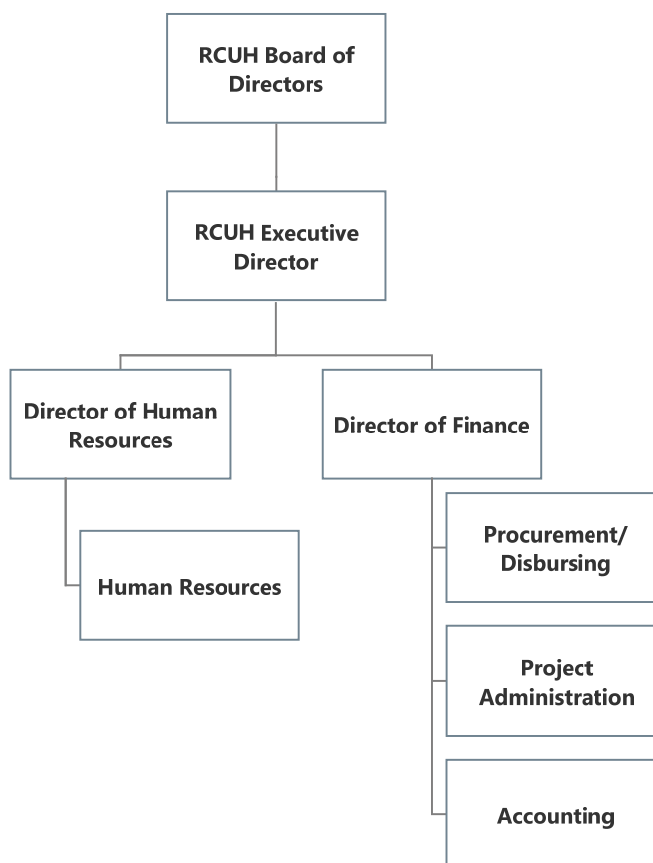 RCUH Board of
Directors
RCUH Executive
Director
Director of Human
Resources
Director of Finance
Human Resources
Procurement/
Disbursing
Project
Administration
Accounting